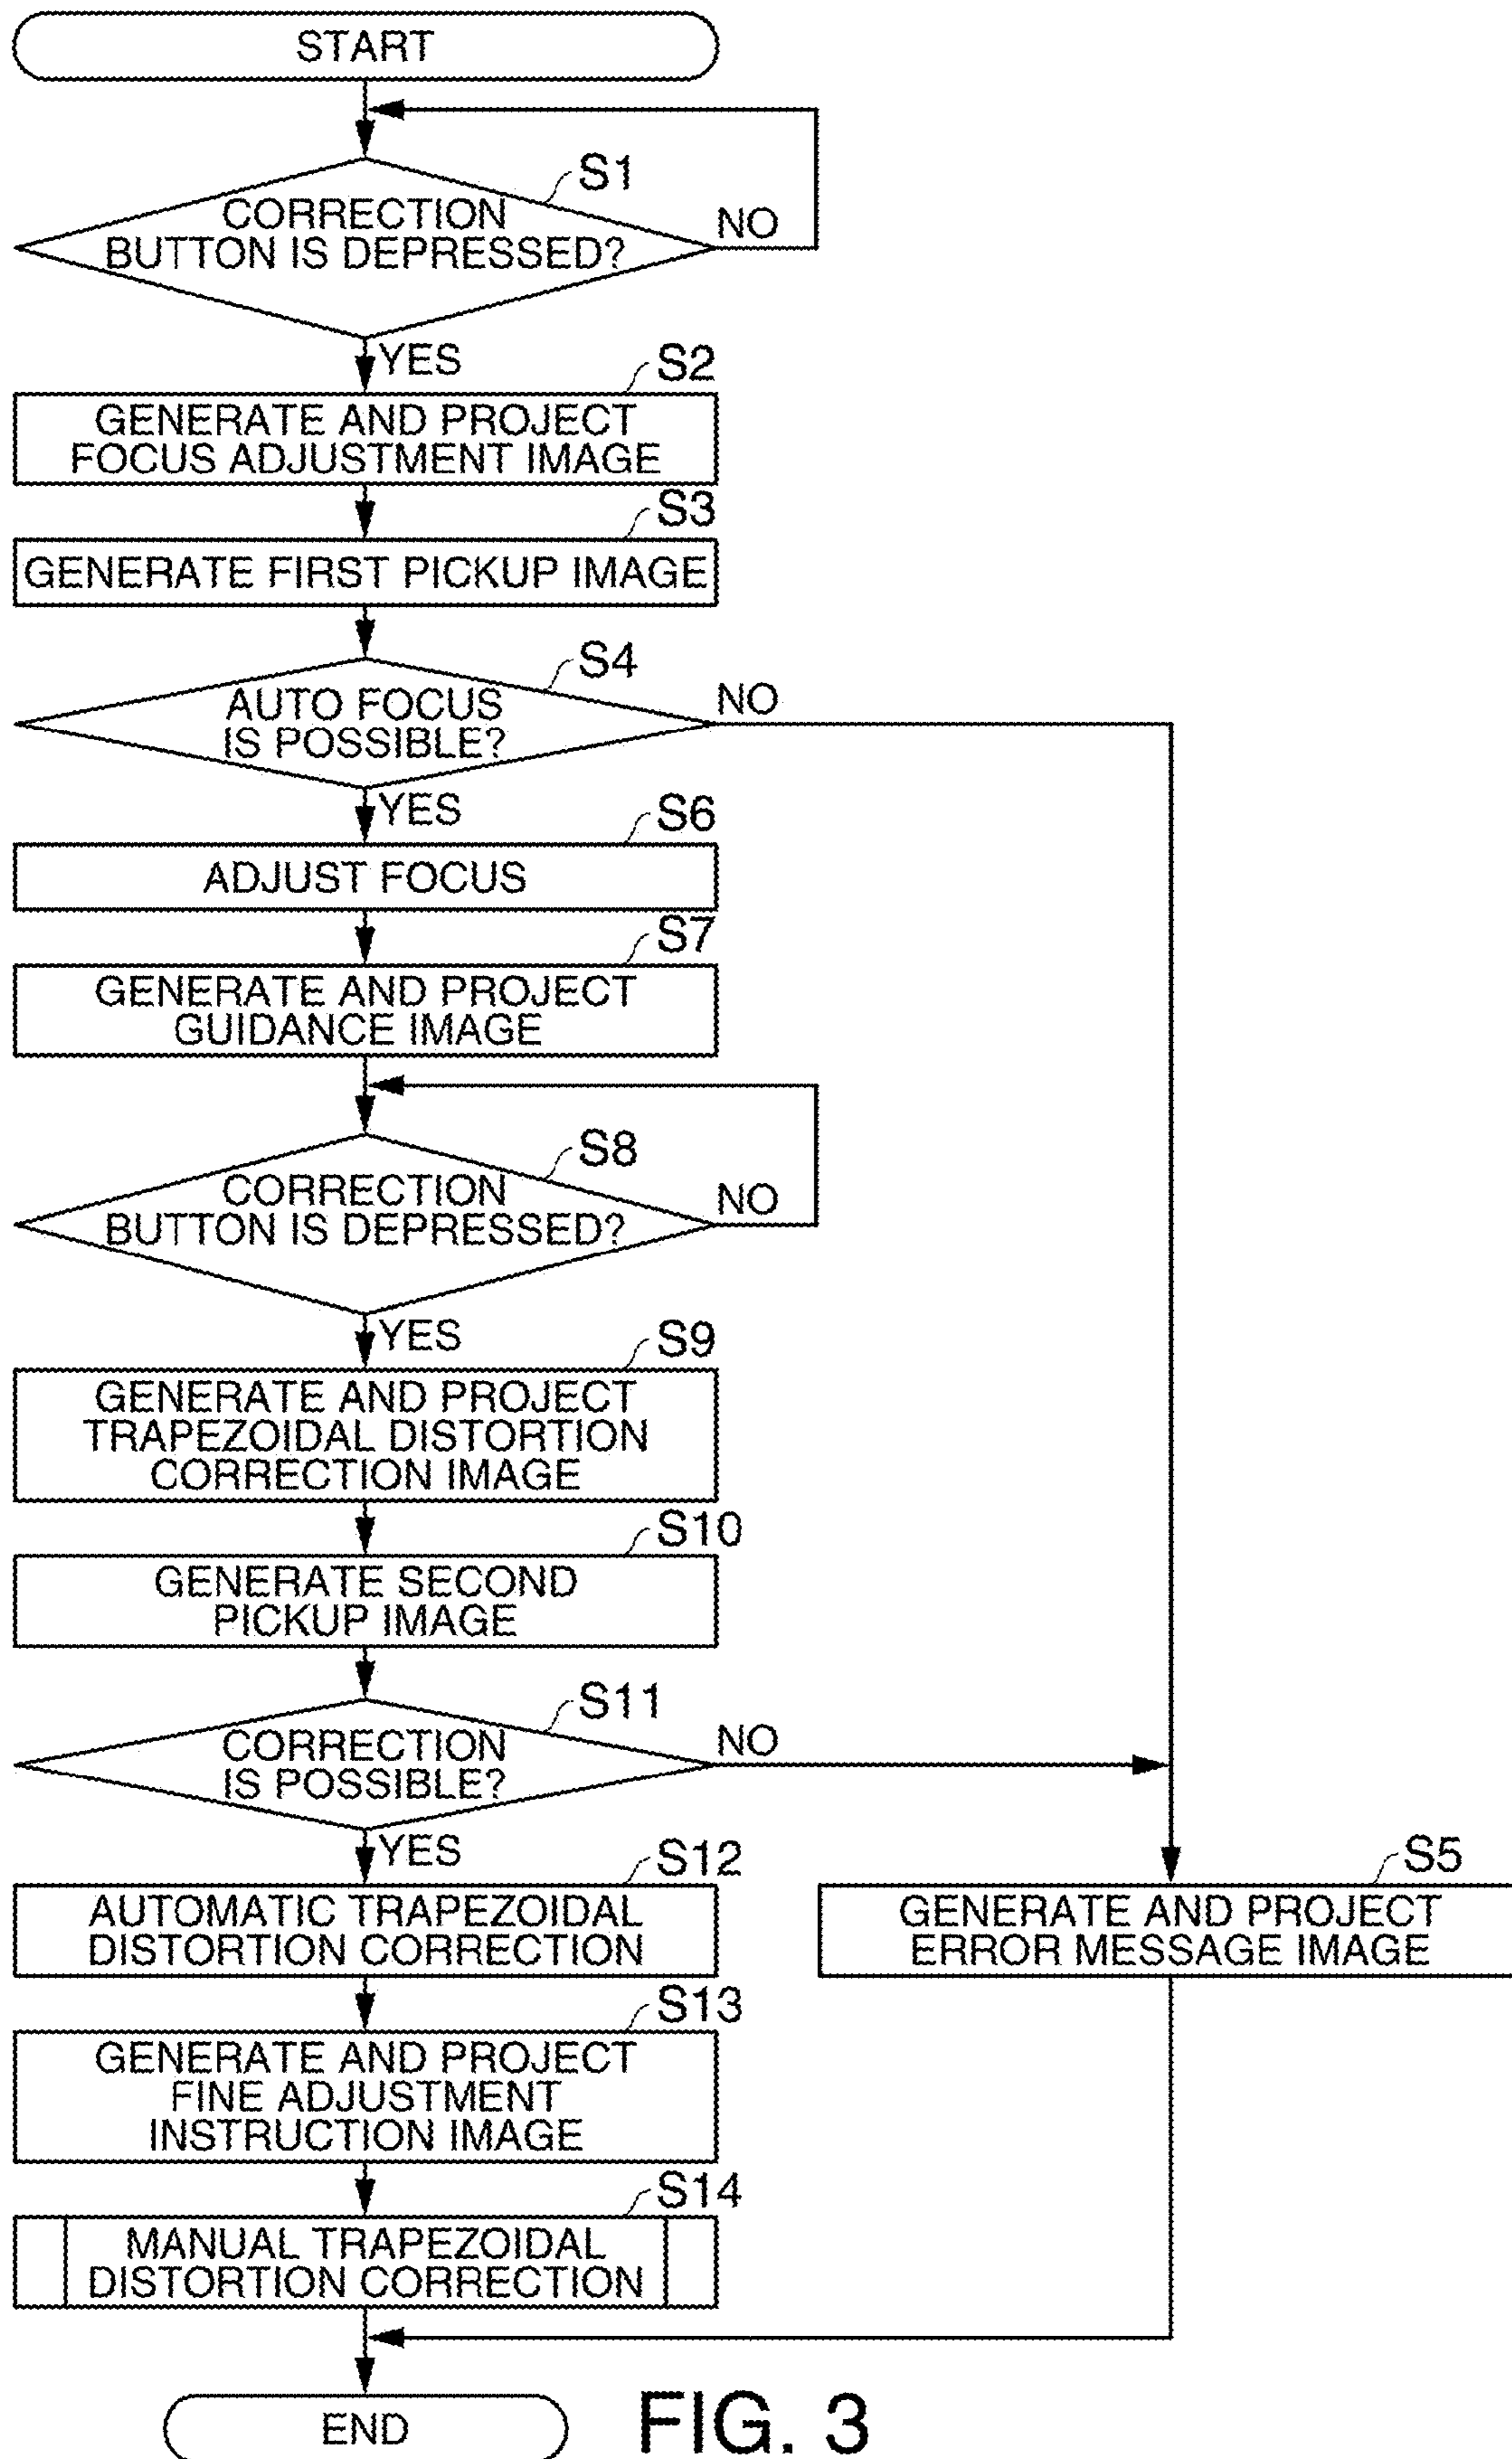 START
S1
CORRECTION
BUTTON IS DEPRESSED?
NO
YES
S2
GENERATE AND PROJECT
FOCUS ADJUSTMENT IMAGE
S3
GENERATE FIRST PICKUP IMAGE
S4
AUTO FOCUS
IS POSSIBLE?
NO
YES
S6
ADJUST FOCUS
S7
GENERATE AND PROJECT
GUIDANCE IMAGE
S8
CORRECTION
BUTTON IS DEPRESSED?
NO
YES
S9
GENERATE AND PROJECT
TRAPEZOIDAL DISTORTION
CORRECTION IMAGE
S10
GENERATE SECOND
PICKUP IMAGE
S11
CORRECTION
IS POSSIBLE?
NO
YES
S12
AUTOMATIC TRAPEZOIDAL
DISTORTION CORRECTION
S5
GENERATE AND PROJECT
ERROR MESSAGE IMAGE
S13
GENERATE AND PROJECT
FINE ADJUSTMENT
INSTRUCTION IMAGE
S14
MANUAL TRAPEZOIDAL
DISTORTION CORRECTION
END
FIG. 3